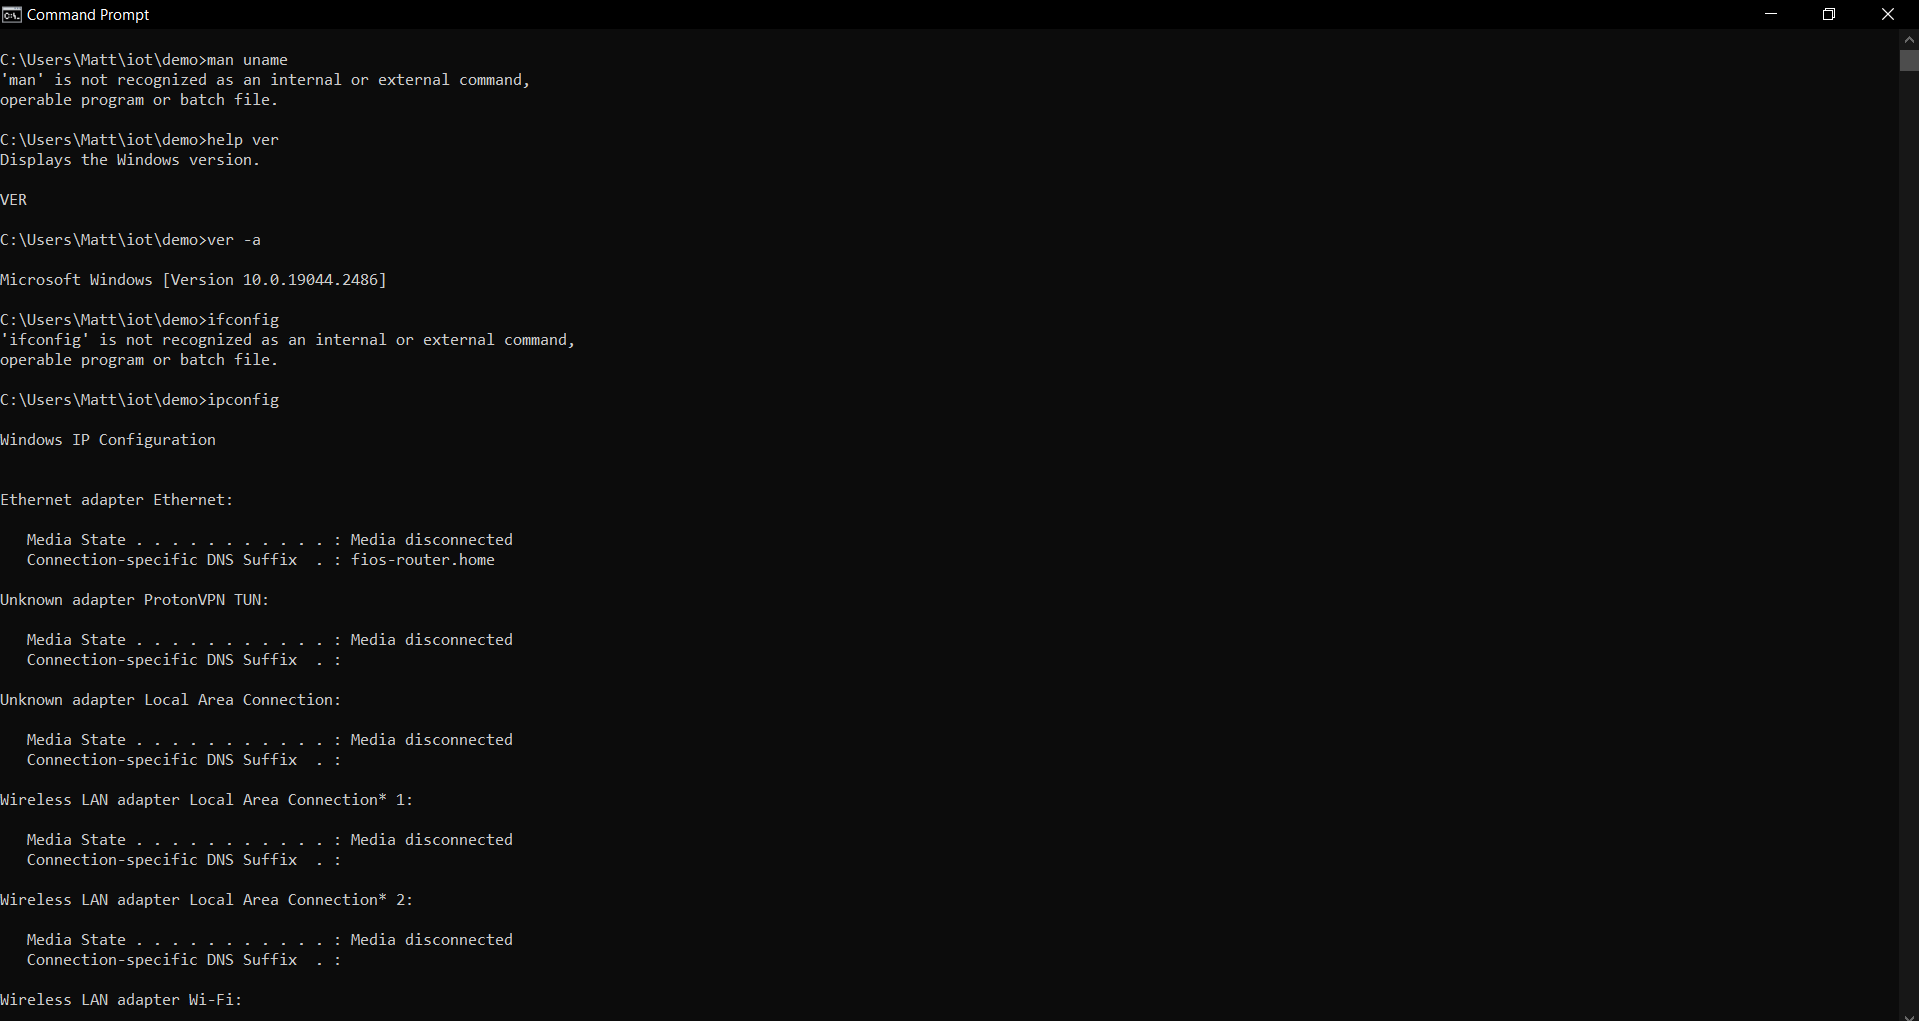 Command Prompt
C:\Users\Matt\iot\demo>man uname
'man' is not recognized as an internal or external command,
operable program or batch file.
C:\Users\Matt\iot\demo>help ver
Displays the Windows version.
VER
C:\Users\Matt\iot\demo>ver -a
Microsoft Windows [Version 10.0.19044.2486]
C:\Users\Matt\iot\demo>ifconfig
'ifconfig' is not recognized as an internal or external command,
operable program or batch file.
C:\Users\Matt\iot\demo>ipconfig
Windows IP Configuration
Ethernet adapter Ethernet:
   Media State . . . . . . . . . . . : Media disconnected
   Connection-specific DNS Suffix  . : fios-router.home
Unknown adapter ProtonVPN TUN:
   Media State . . . . . . . . . . . : Media disconnected
   Connection-specific DNS Suffix  . :
Unknown adapter Local Area Connection:
   Media State . . . . . . . . . . . : Media disconnected
   Connection-specific DNS Suffix  . :
Wireless LAN adapter Local Area Connection* 1:
   Media State . . . . . . . . . . . : Media disconnected
   Connection-specific DNS Suffix  . :
Wireless LAN adapter Local Area Connection* 2:
   Media State . . . . . . . . . . . : Media disconnected
   Connection-specific DNS Suffix  . :
Wireless LAN adapter Wi-Fi: